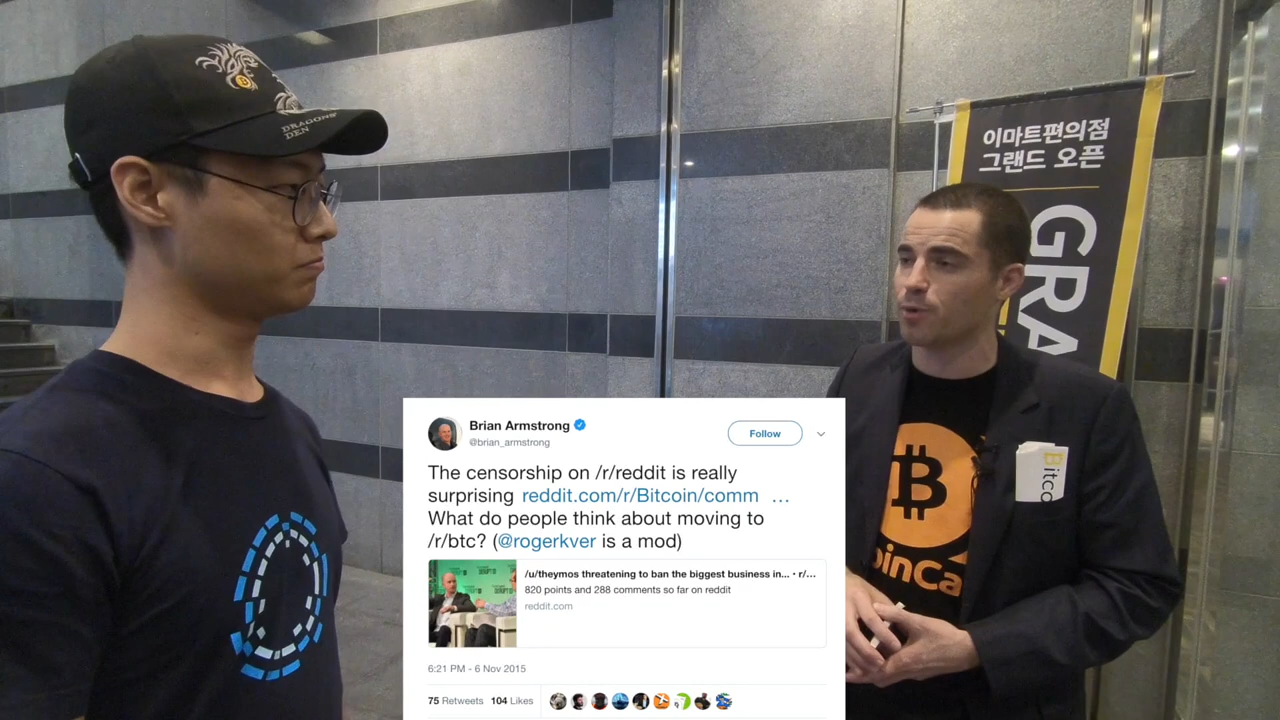 DRAGONS'
DEN
이마트편의점
그랜드 오픈
GRA
Bitco
oinCa
Brian Armstrong
@brian_armstrong
Follow
The censorship on /r/reddit is really
surprising reddit.com/r/Bitcoin/comm …
What do people think about moving to
/r/btc? (@rogerkver is a mod)
/u/theymos threatening to ban the biggest business in... • r/...
820 points and 288 comments so far on reddit
reddit.com
6:21 PM - 6 Nov 2015
75 Retweets 104 Likes